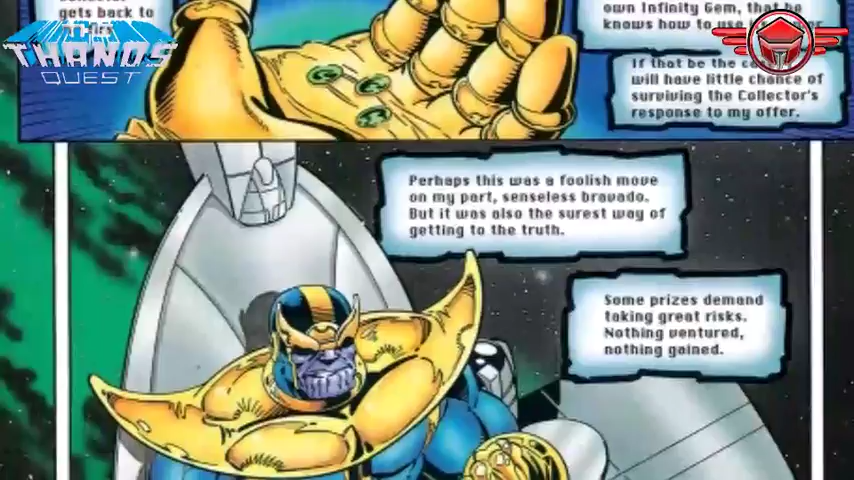 gets back to
THE
THANOS
QUEST
own Infinity Gem, that he
knows how to use
If that be the
will have little chance of
surviving the Collector's
response to my offer.
Perhaps this was a foolish move
on my part, senseless bravado.
But it was also the surest way of
getting to the truth.
Some prizes demand
taking great risks.
Nothing ventured,
nothing gained.